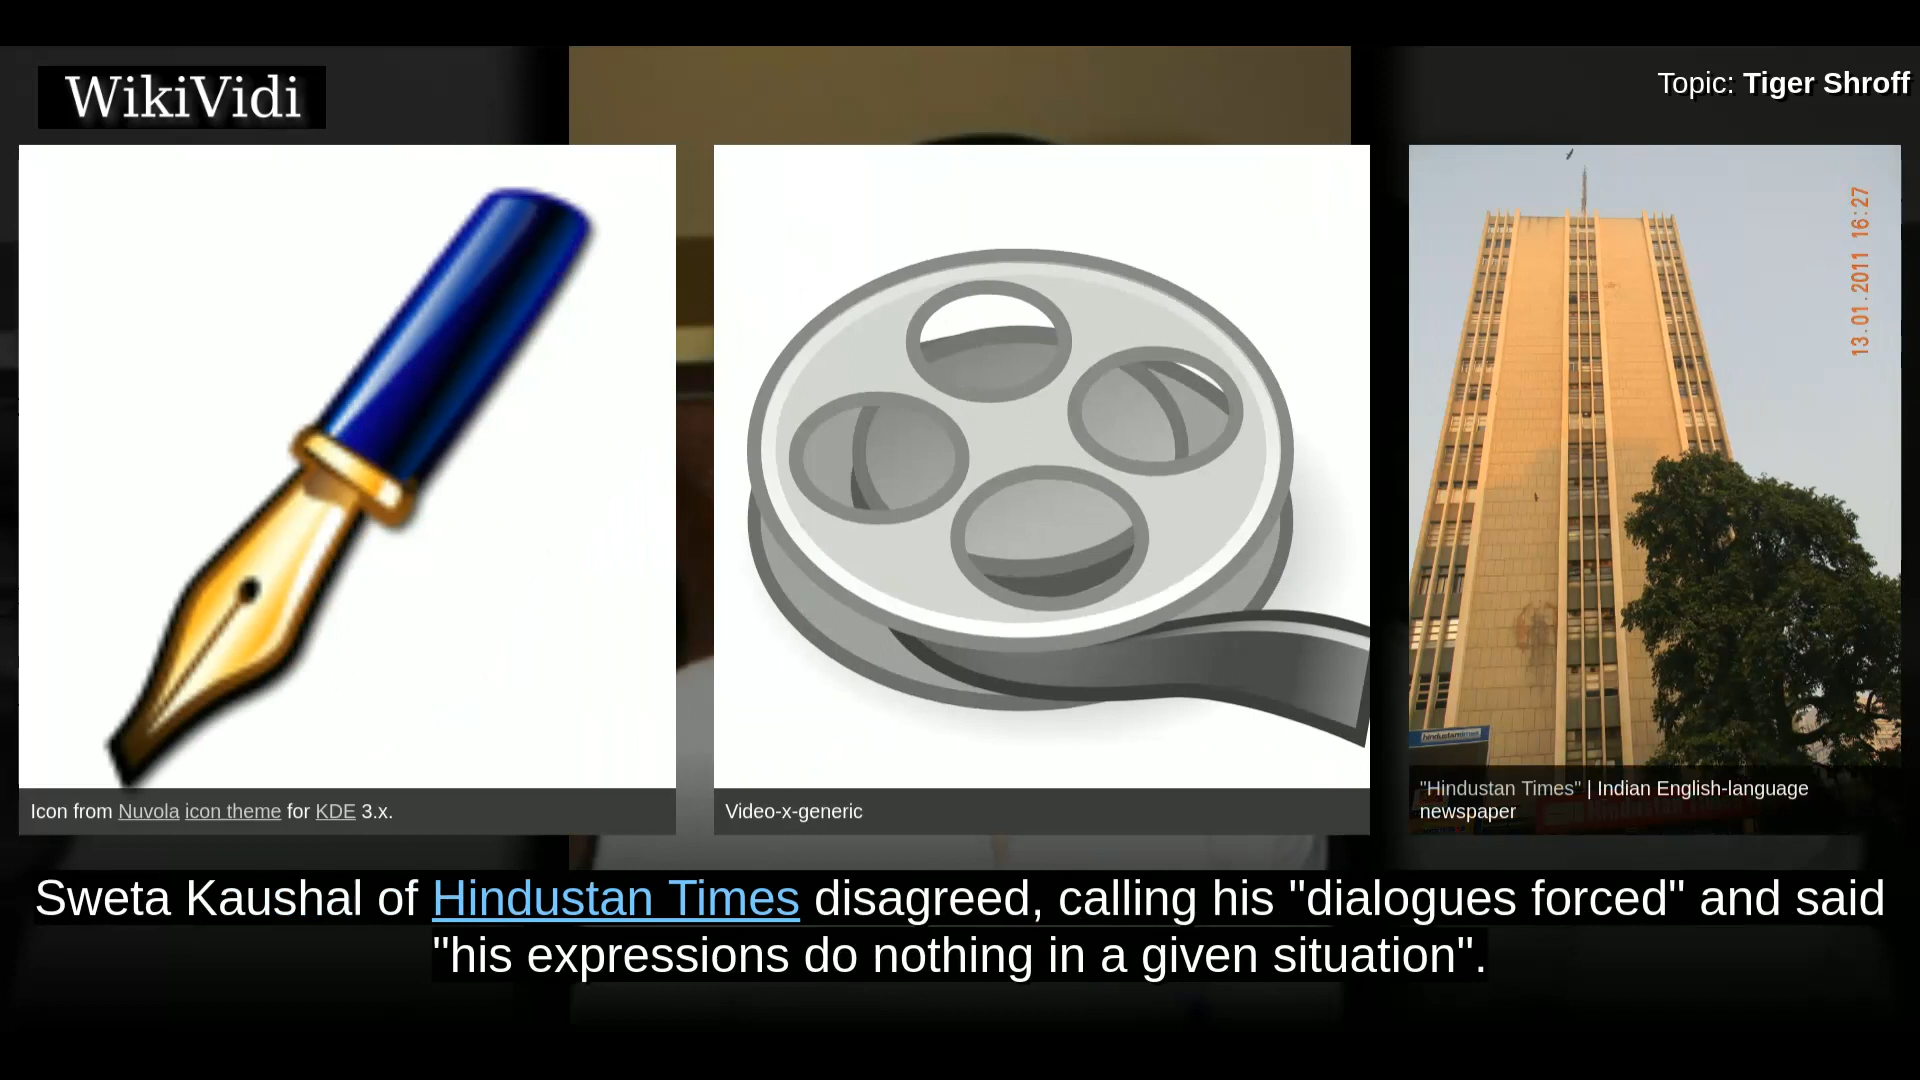 WikiVidi
Topic: Tiger Shroff
13.01.2011 16:27
hindustantimes
Icon from Nuvola icon theme for KDE 3.x.
Video-x-generic
"Hindustan Times" | Indian English-language
newspaper
Sweta Kaushal of Hindustan Times disagreed, calling his "dialogues forced" and said
"his expressions do nothing in a given situation".